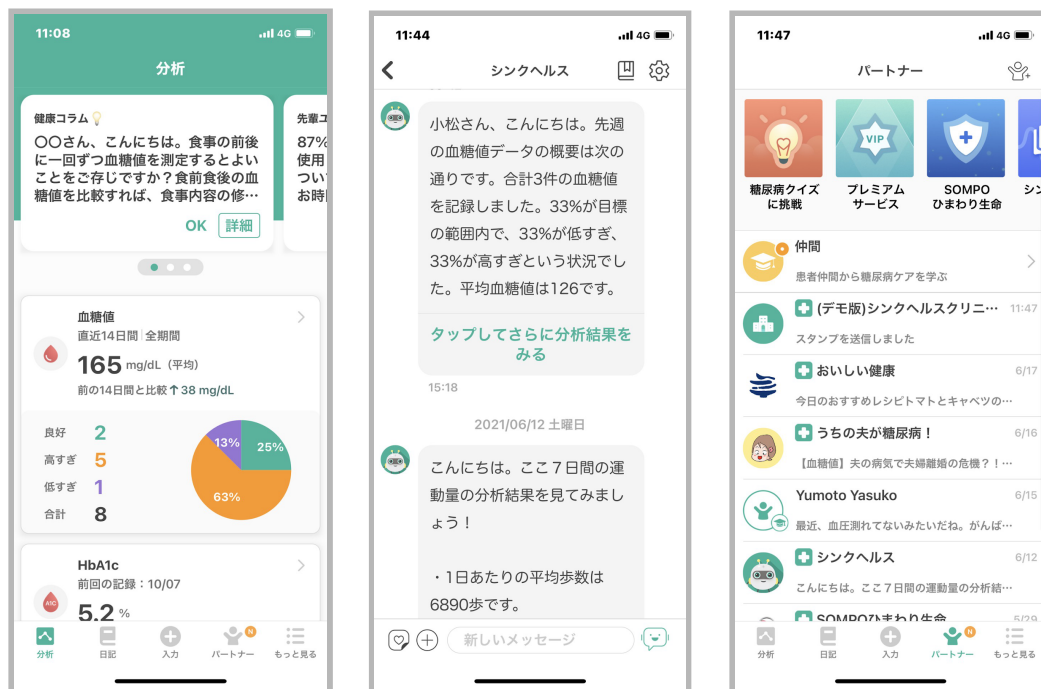 11:08
4G
分析
健康コラム
〇〇さん、こんにちは。食事の前後
に一回ずつ血糖値を測定するとよい
ことをご存じですか？食前食後の血
糖値を比較すれば、食事内容の修…
OK 詳細
先輩ユ
87%
使用
つい
お時
血糖値
直近14日間 全期間
165 mg/dL（平均）
前の14日間と比較 ↑ 38 mg/dL
良好 2
高すぎ 5
低すぎ 1
合計 8
13%
25%
63%
HbA1c
前回の記録：10/07
A1C
5.2 %
N
分析 日記 入力 パートナー もっと見る
11:44
4G
シンクヘルス
小松さん、こんにちは。先週
の血糖値データの概要は次の
通りです。合計3件の血糖値
を記録しました。33%が目標
の範囲内で、33%が低すぎ、
33%が高すぎという状況でし
た。平均血糖値は126です。
タップしてさらに分析結果を
みる
15:18
2021/06/12 土曜日
こんにちは。ここ７日間の運
動量の分析結果を見てみまし
ょう！
・1日あたりの平均歩数は
6890歩です。
新しいメッセージ
11:47
4G
パートナー
VIP
糖尿病クイズ
に挑戦
プレミアム
サービス
SOMPO
ひまわり生命
シン
仲間
患者仲間から糖尿病ケアを学ぶ
(デモ版)シンクヘルスクリニ… 11:47
スタンプを送信しました
おいしい健康 6/17
今日のおすすめレシピトマトとキャベツの…
うちの夫が糖尿病！ 6/16
【血糖値】夫の病気で夫婦離婚の危機？！…
Yumoto Yasuko 6/15
最近、血圧測れてないみたいだね。がんば…
シンクヘルス 6/12
こんにちは。ここ７日間の運動量の分析結…
SOMPOひまわり生命 5/29
N
分析 日記 入力 パートナー もっと見る